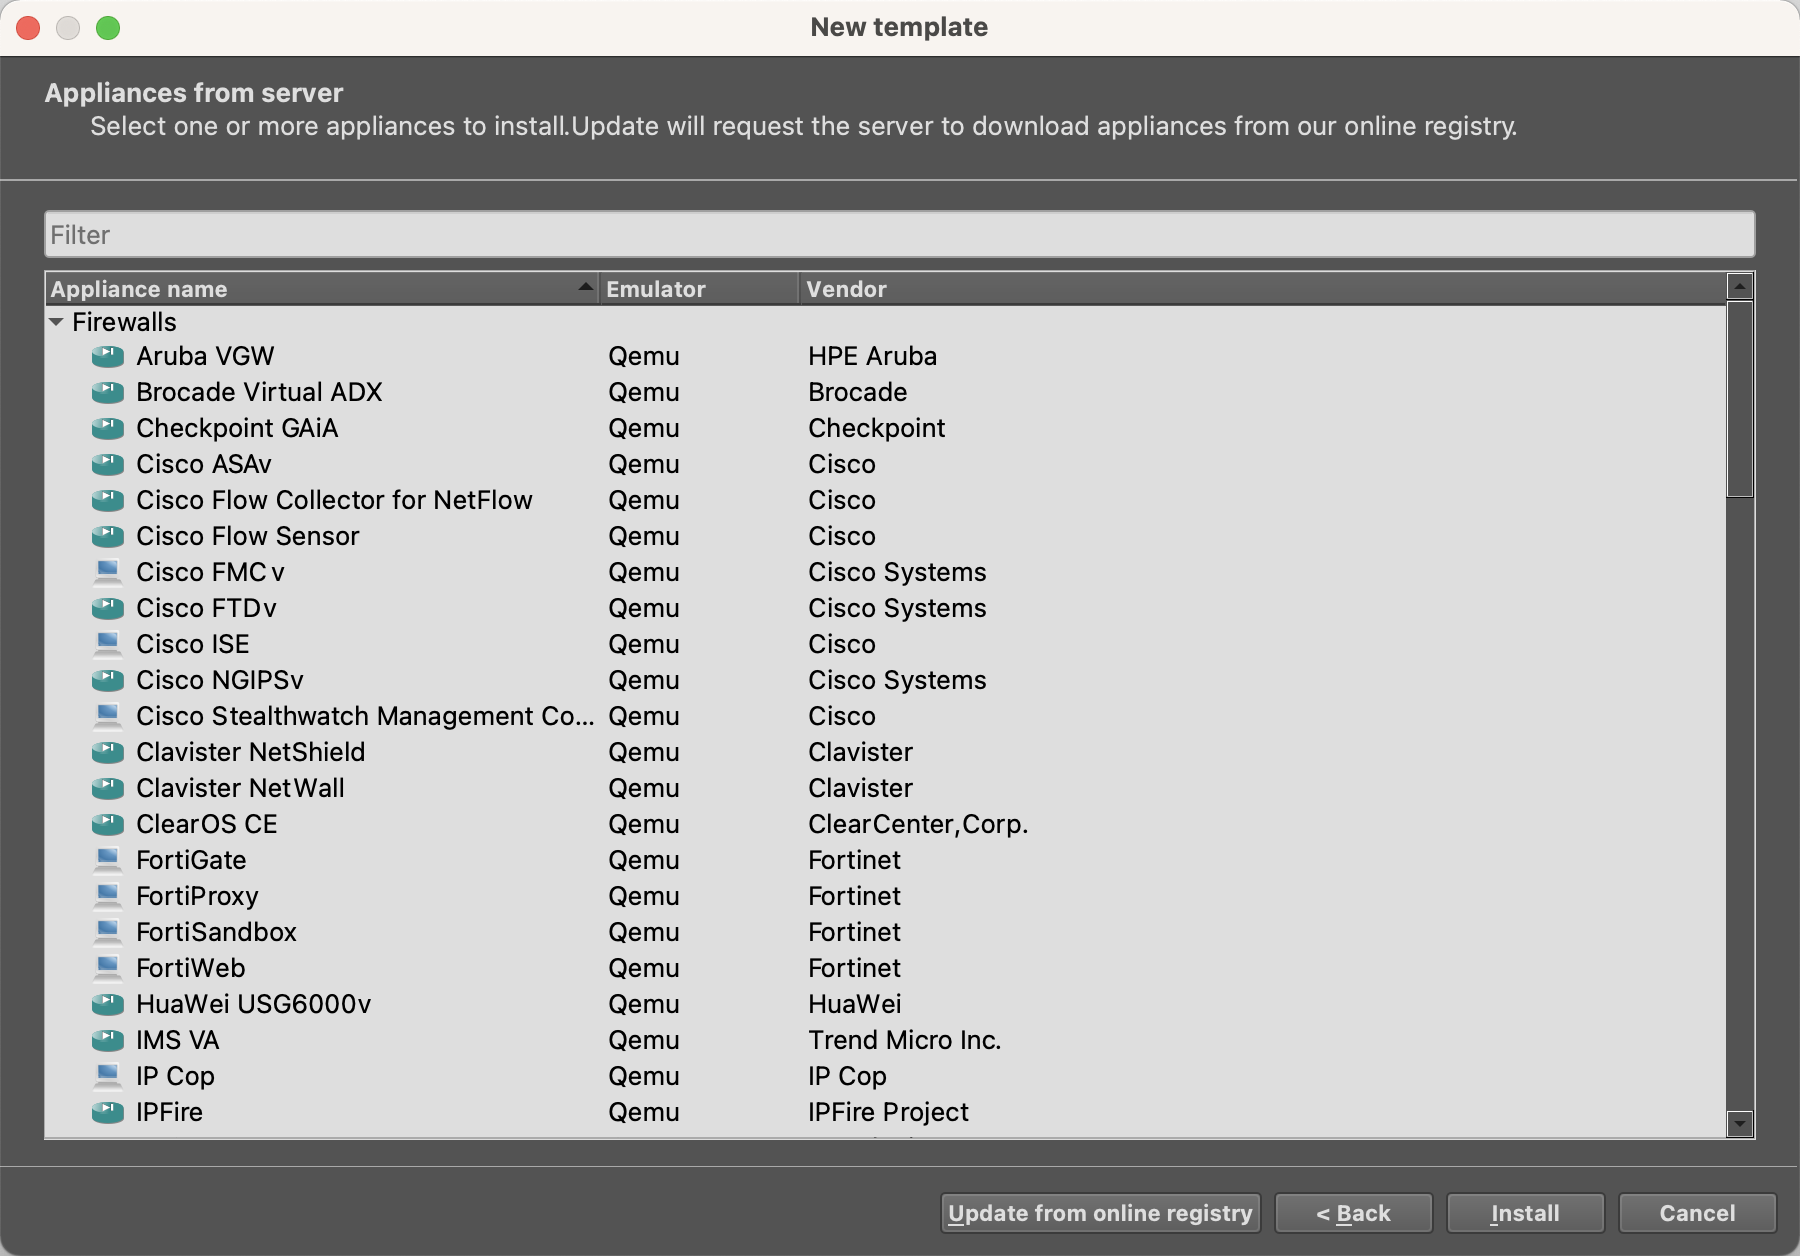 New template
Appliances from server
Select one or more appliances to install.Update will request the server to download appliances from our online registry.
Filter
Appliance name Emulator Vendor
Firewalls
Aruba VGW Qemu HPE Aruba
Brocade Virtual ADX Qemu Brocade
Checkpoint GAiA Qemu Checkpoint
Cisco ASAv Qemu Cisco
Cisco Flow Collector for NetFlow Qemu Cisco
Cisco Flow Sensor Qemu Cisco
Cisco FMCv Qemu Cisco Systems
Cisco FTDv Qemu Cisco Systems
Cisco ISE Qemu Cisco
Cisco NGIPSv Qemu Cisco Systems
Cisco Stealthwatch Management Co... Qemu Cisco
Clavister NetShield Qemu Clavister
Clavister NetWall Qemu Clavister
ClearOS CE Qemu ClearCenter,Corp.
FortiGate Qemu Fortinet
FortiProxy Qemu Fortinet
FortiSandbox Qemu Fortinet
FortiWeb Qemu Fortinet
HuaWei USG6000v Qemu HuaWei
IMS VA Qemu Trend Micro Inc.
IP Cop Qemu IP Cop
IPFire Qemu IPFire Project
Update from online registry < Back Install Cancel